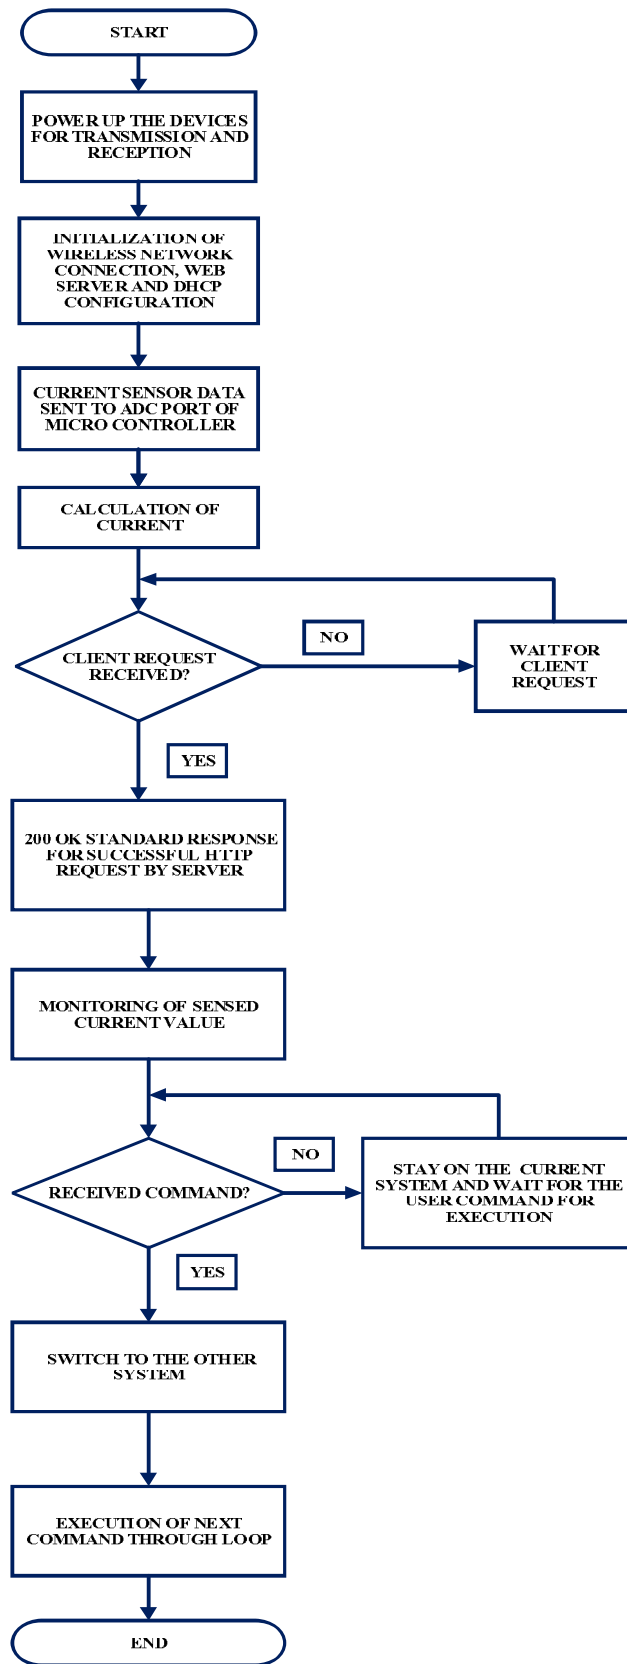 START
POWER UP THE DEVICES
FOR TRANSMISSION AND
RECEPTION
INITIALIZATION OF
WIRELESS NETWORK
CONNECTION, WEB
SERVER AND DHCP
CONFIGURATION
CURRENT SENSOR DATA
SENT TO ADC PORT OF
MICRO CONTROLLER
CALCULATION OF
CURRENT
CLIENT REQUEST
RECEIVED?
NO
WAIT FOR
CLIENT
REQUEST
YES
200 OK STANDARD RESPONSE
FOR SUCCESSFUL HTTP
REQUEST BY SERVER
MONITORING OF SENSED
CURRENT VALUE
RECEIVED COMMAND?
NO
STAY ON THE CURRENT
SYSTEM AND WAIT FOR THE
USER COMMAND FOR
EXECUTION
YES
SWITCH TO THE OTHER
SYSTEM
EXECUTION OF NEXT
COMMAND THROUGH LOOP
END